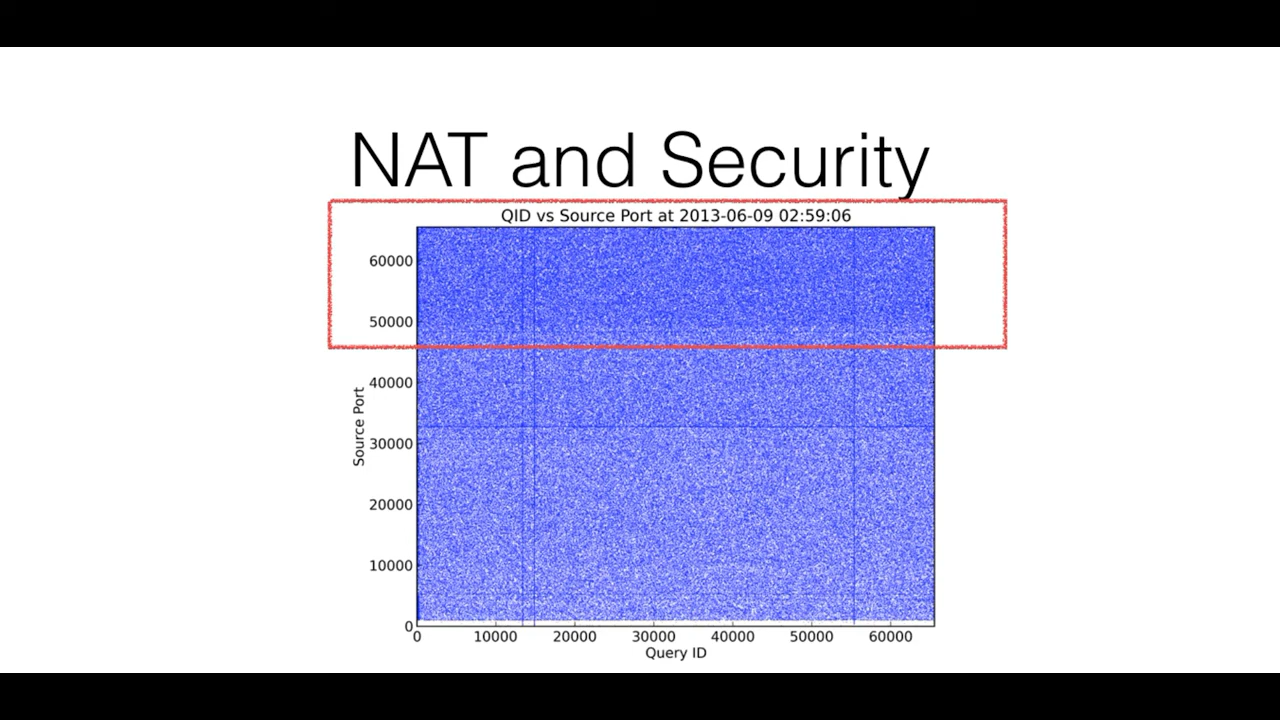 NAT and Security
QID vs Source Port at 2013-06-09 02:59:06
60000
50000
40000
30000
20000
10000
0
Source Port
0 10000 20000 30000 40000 50000 60000
Query ID